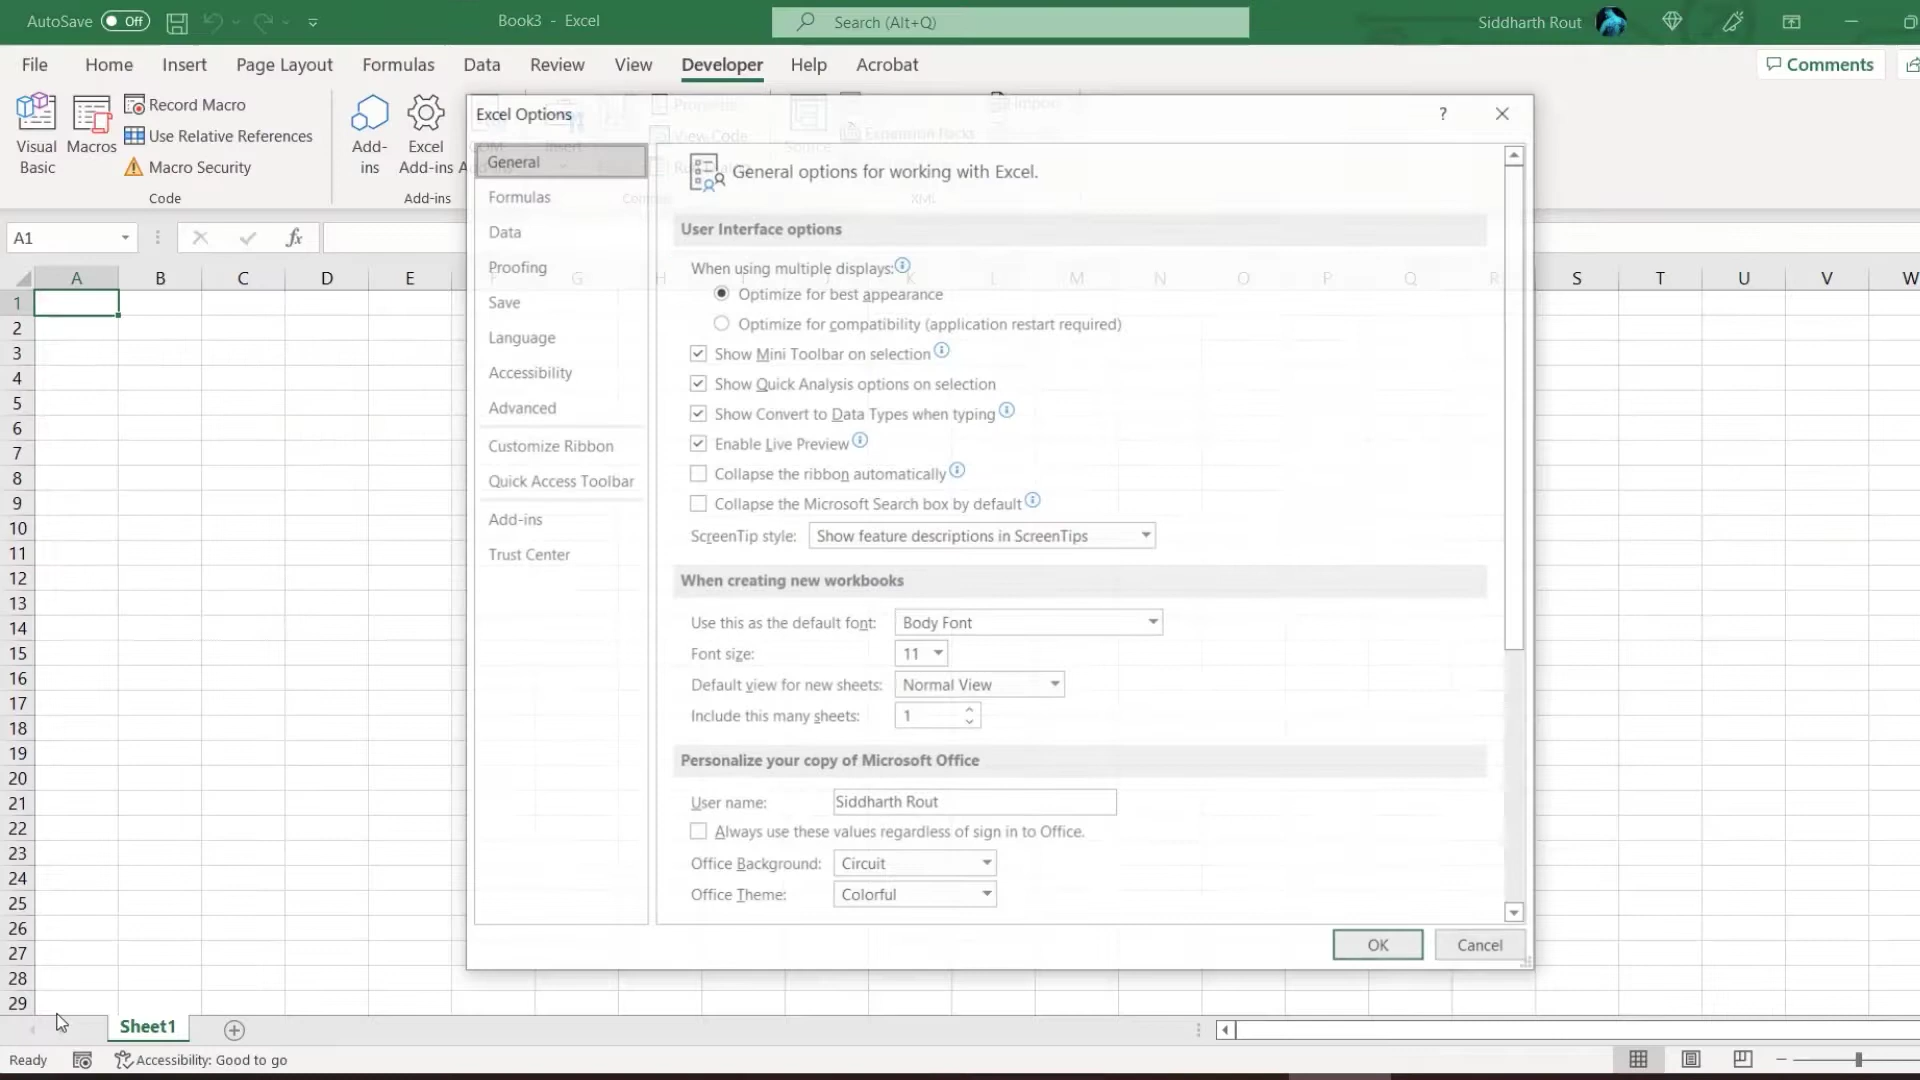 AutoSave Off
Book3 - Excel
Search (Alt+Q)
Siddharth Rout
File Home Insert Page Layout Formulas Data Review View Developer Help Acrobat
Comments
Visual Basic
Macros
Record Macro
Use Relative References
Macro Security
Code
Add-ins
Excel Add-ins
Add-ins
Insert
Properties
View Code
Source
Expansion Packs
Import
XML
A1
fx
A B C D E G H I J K L M N O P Q R S T U V W
1
2
3
4
5
6
7
8
9
10
11
12
13
14
15
16
17
18
19
20
21
22
23
24
25
26
27
28
29
Excel Options
?
General
Formulas
Data
Proofing
Save
Language
Accessibility
Advanced
Customize Ribbon
Quick Access Toolbar
Add-ins
Trust Center
General options for working with Excel.
User Interface options
When using multiple displays:
Optimize for best appearance
Optimize for compatibility (application restart required)
Show Mini Toolbar on selection
Show Quick Analysis options on selection
Show Convert to Data Types when typing
Enable Live Preview
Collapse the ribbon automatically
Collapse the Microsoft Search box by default
ScreenTip style: Show feature descriptions in ScreenTips
When creating new workbooks
Use this as the default font: Body Font
Font size: 11
Default view for new sheets: Normal View
Include this many sheets: 1
Personalize your copy of Microsoft Office
User name: Siddharth Rout
Always use these values regardless of sign in to Office.
Office Background: Circuit
Office Theme: Colorful
OK
Cancel
Sheet1
Ready
Accessibility: Good to go